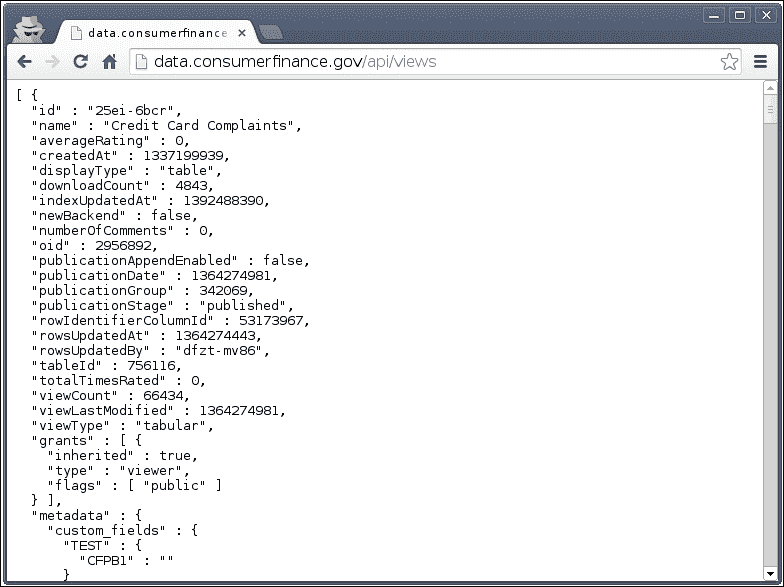 data.consumerfinance
data.consumerfinance.gov/api/views
[ {
  "id" : "25ei-6bcr",
  "name" : "Credit Card Complaints",
  "averageRating" : 0,
  "createdAt" : 1337199939,
  "displayType" : "table",
  "downloadCount" : 4843,
  "indexUpdatedAt" : 1392488390,
  "newBackend" : false,
  "numberOfComments" : 0,
  "oid" : 2956892,
  "publicationAppendEnabled" : false,
  "publicationDate" : 1364274981,
  "publicationGroup" : 342069,
  "publicationStage" : "published",
  "rowIdentifierColumnId" : 53173967,
  "rowsUpdatedAt" : 1364274443,
  "rowsUpdatedBy" : "dfzt-mv86",
  "tableId" : 756116,
  "totalTimesRated" : 0,
  "viewCount" : 66434,
  "viewLastModified" : 1364274981,
  "viewType" : "tabular",
  "grants" : [ {
    "inherited" : true,
    "type" : "viewer",
    "flags" : [ "public" ]
  } ],
  "metadata" : {
    "custom_fields" : {
      "TEST" : {
        "CFPB1" : ""
      }